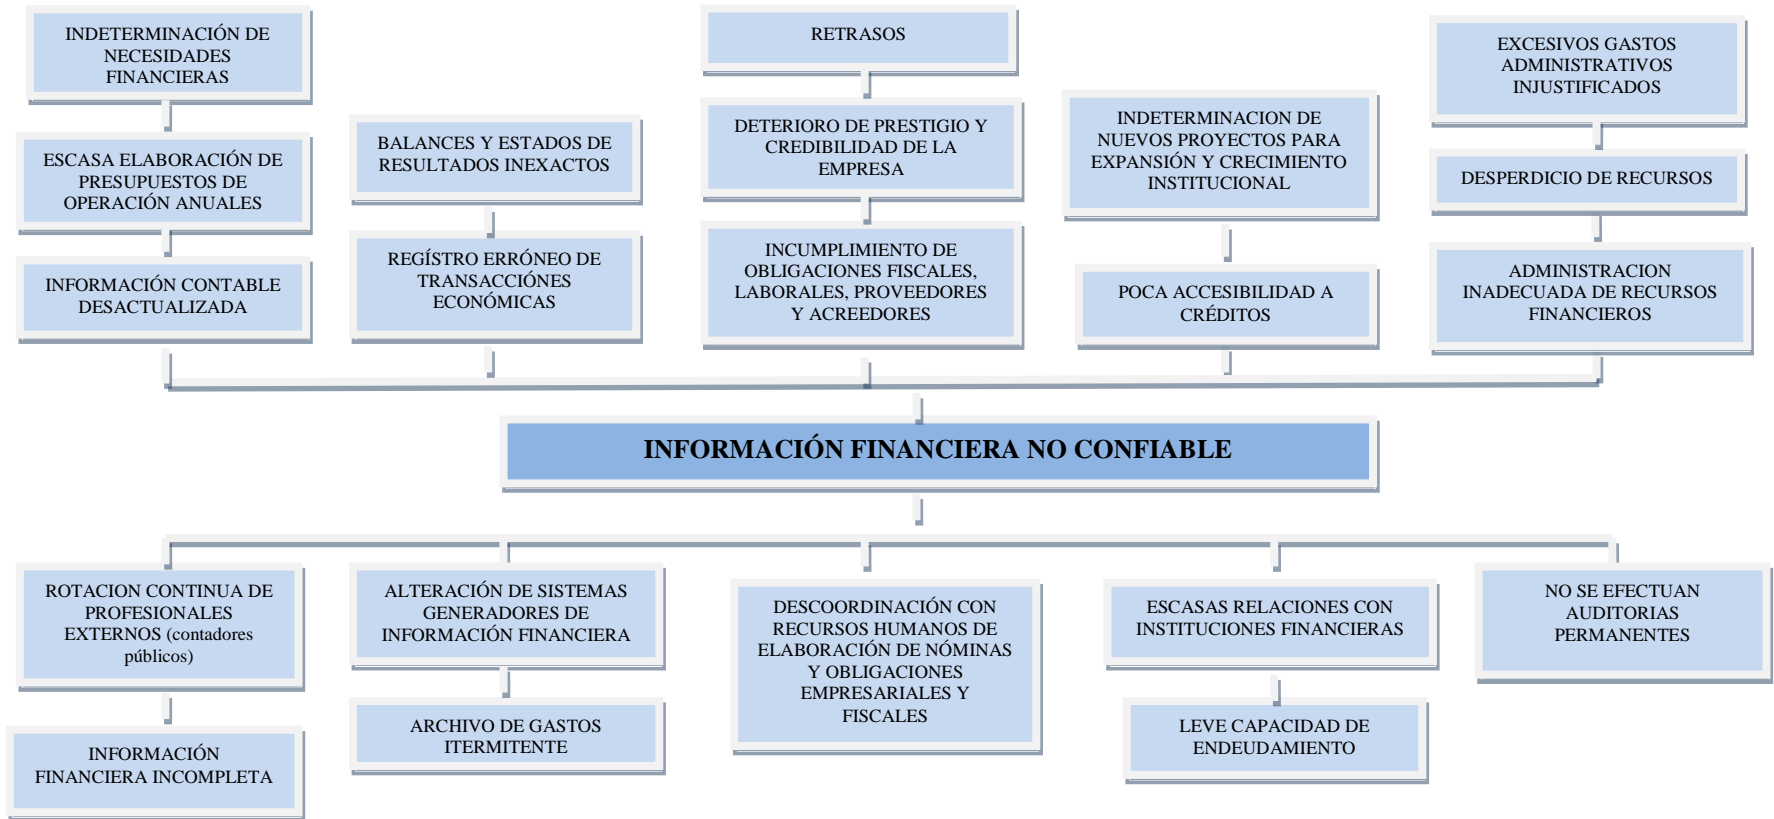 INDETERMINACIÓN DE
NECESIDADES
FINANCIERAS
RETRASOS
EXCESIVOS GASTOS
ADMINISTRATIVOS
INJUSTIFICADOS
ESCASA ELABORACIÓN DE
PRESUPUESTOS DE
OPERACIÓN ANUALES
BALANCES Y ESTADOS DE
RESULTADOS INEXACTOS
DETERIORO DE PRESTIGIO Y
CREDIBILIDAD DE LA
EMPRESA
INDETERMINACION DE
NUEVOS PROYECTOS PARA
EXPANSIÓN Y CRECIMIENTO
INSTITUCIONAL
DESPERDICIO DE RECURSOS
INFORMACIÓN CONTABLE
DESACTUALIZADA
REGÍSTRO ERRÓNEO DE
TRANSACCIÓNES
ECONÓMICAS
INCUMPLIMIENTO DE
OBLIGACIONES FISCALES,
LABORALES, PROVEEDORES
Y ACREEDORES
POCA ACCESIBILIDAD A
CRÉDITOS
ADMINISTRACION
INADECUADA DE RECURSOS
FINANCIEROS
INFORMACIÓN FINANCIERA NO CONFIABLE
ROTACION CONTINUA DE
PROFESIONALES
EXTERNOS (contadores
públicos)
ALTERACIÓN DE SISTEMAS
GENERADORES DE
INFORMACIÓN FINANCIERA
DESCOORDINACIÓN CON
RECURSOS HUMANOS DE
ELABORACIÓN DE NÓMINAS
Y OBLIGACIONES
EMPRESARIALES Y
FISCALES
ESCASAS RELACIONES CON
INSTITUCIONES FINANCIERAS
NO SE EFECTUAN
AUDITORIAS
PERMANENTES
INFORMACIÓN
FINANCIERA INCOMPLETA
ARCHIVO DE GASTOS
ITERMITENTE
LEVE CAPACIDAD DE
ENDEUDAMIENTO